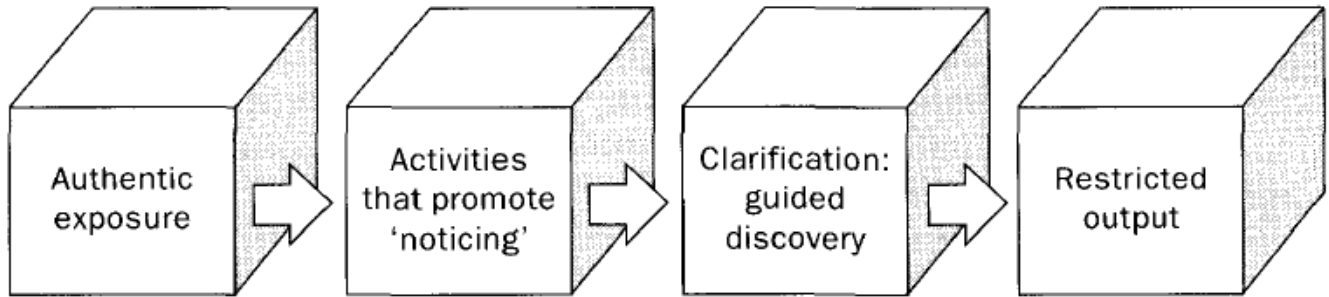 Authentic
exposure
Activities
that promote
'noticing'
Clarification:
guided
discovery
Restricted
output